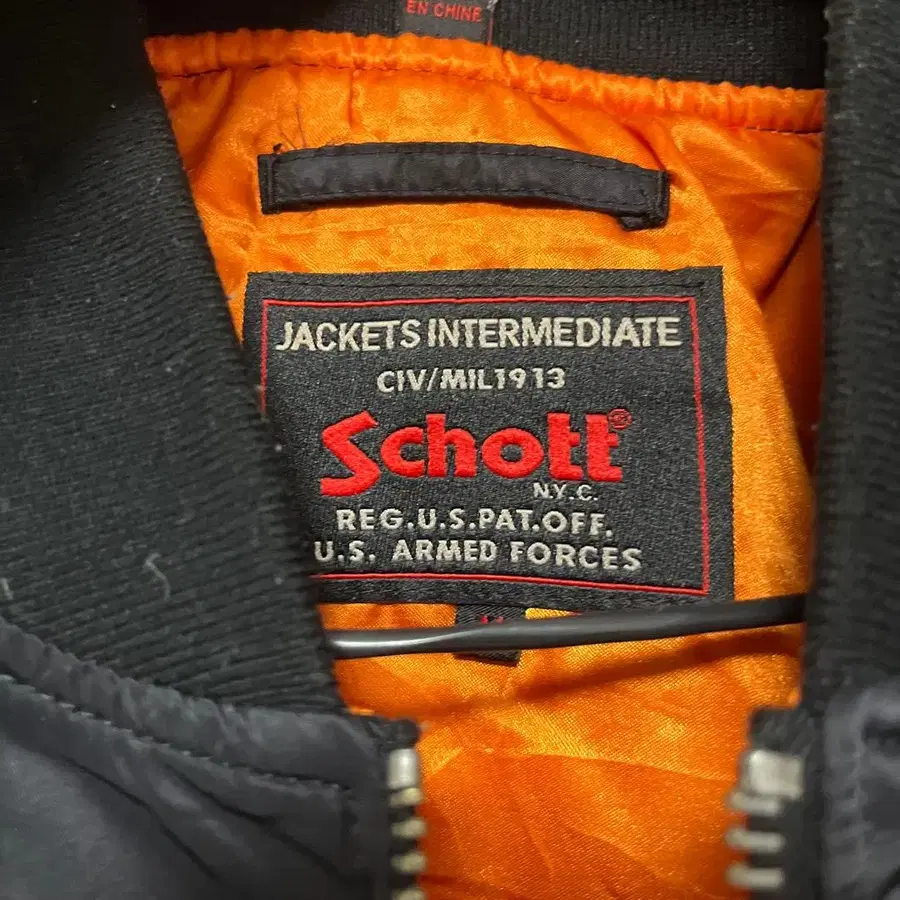 EN CHINE
JACKETS INTERMEDIATE
CIV/MIL1913
Schott®
N.Y.C.
REG.U.S.PAT.OFF.
U.S. ARMED FORCES